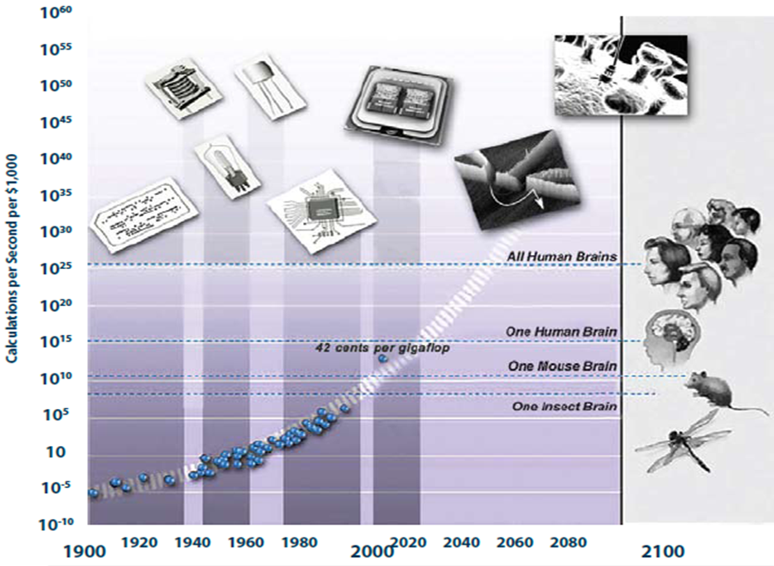 10⁶⁰
10⁵⁵
10⁵⁰
10⁴⁵
10⁴⁰
10³⁵
10³⁰
10²⁵
10²⁰
10¹⁵
10¹⁰
10⁵
10
10⁻⁵
10⁻¹⁰
Calculations per Second per $1,000
All Human Brains
One Human Brain
42 cents per gigaflop
One Mouse Brain
One Insect Brain
1900 1920 1940 1960 1980 2000 2020 2040 2060 2080 2100